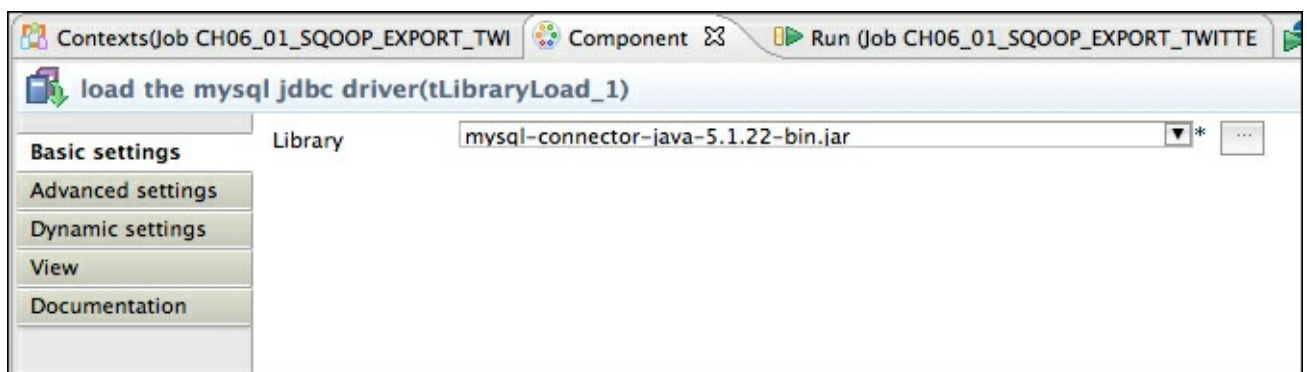 Contexts(Job CH06_01_SQOOP_EXPORT_TWI Component Run (Job CH06_01_SQOOP_EXPORT_TWITTE
load the mysql jdbc driver(tLibraryLoad_1)
Basic settings
Library mysql-connector-java-5.1.22-bin.jar * ...
Advanced settings
Dynamic settings
View
Documentation